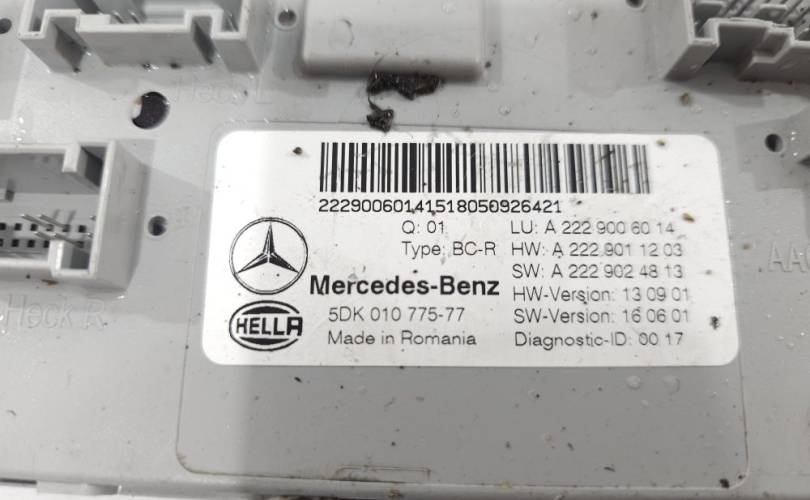 Heck L
22290060141518050926421
Q: 01
LU: A 222 900 60 14
Type: BC-R
HW: A 222 901 12 03
SW: A 222 902 48 13
Mercedes-Benz
HW-Version: 13 09 01
HELLA
5DK 010 775-77
SW-Version: 16 06 01
Made in Romania
Diagnostic-ID: 00 17
Heck R